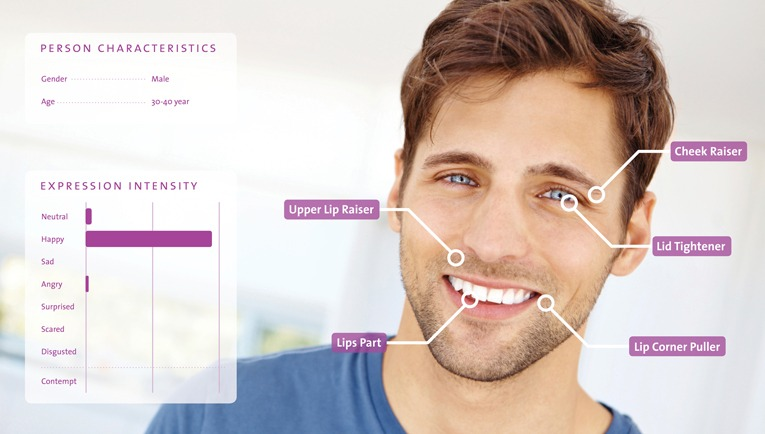 PERSON CHARACTERISTICS
Gender Male
Age 30-40 year
EXPRESSION INTENSITY
Neutral
Happy
Sad
Angry
Surprised
Scared
Disgusted
Contempt
Cheek Raiser
Upper Lip Raiser
Lid Tightener
Lips Part
Lip Corner Puller